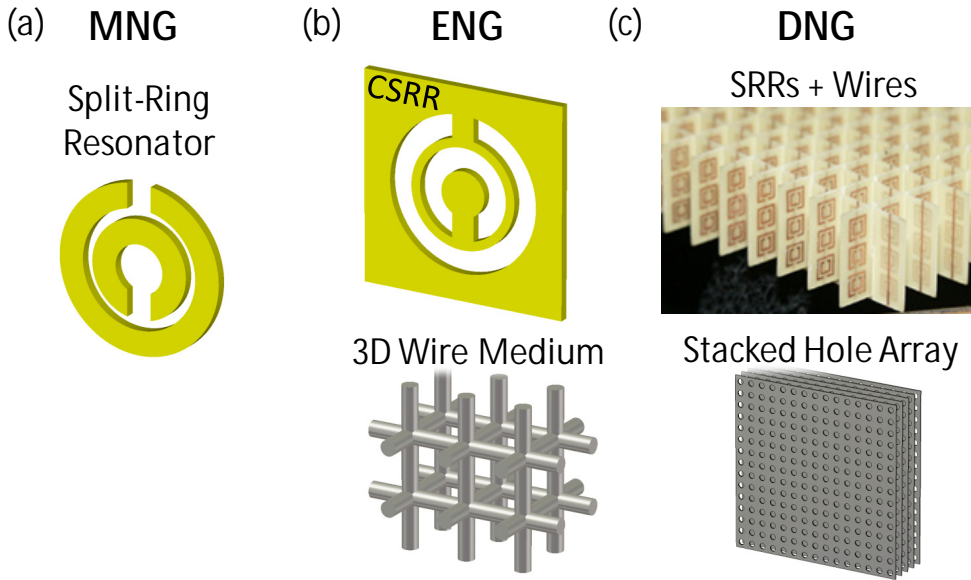 (a) MNG
Split-Ring
Resonator
(b) ENG
CSRR
3D Wire Medium
(c) DNG
SRRs + Wires
Stacked Hole Array